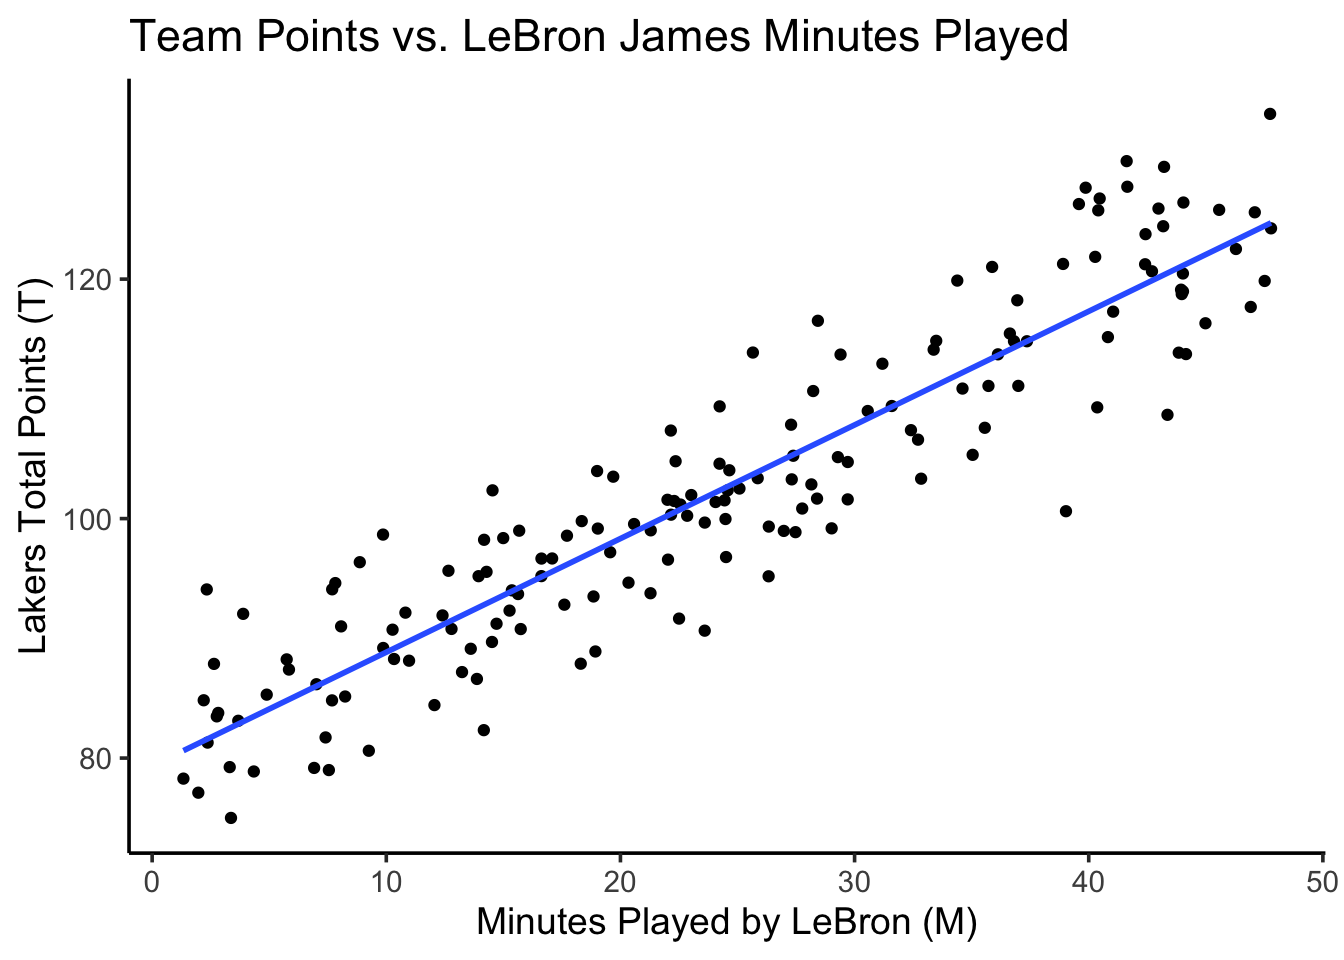 Team Points vs. LeBron James Minutes Played
Lakers Total Points (T)
120
100
80
0 10 20 30 40 50
Minutes Played by LeBron (M)